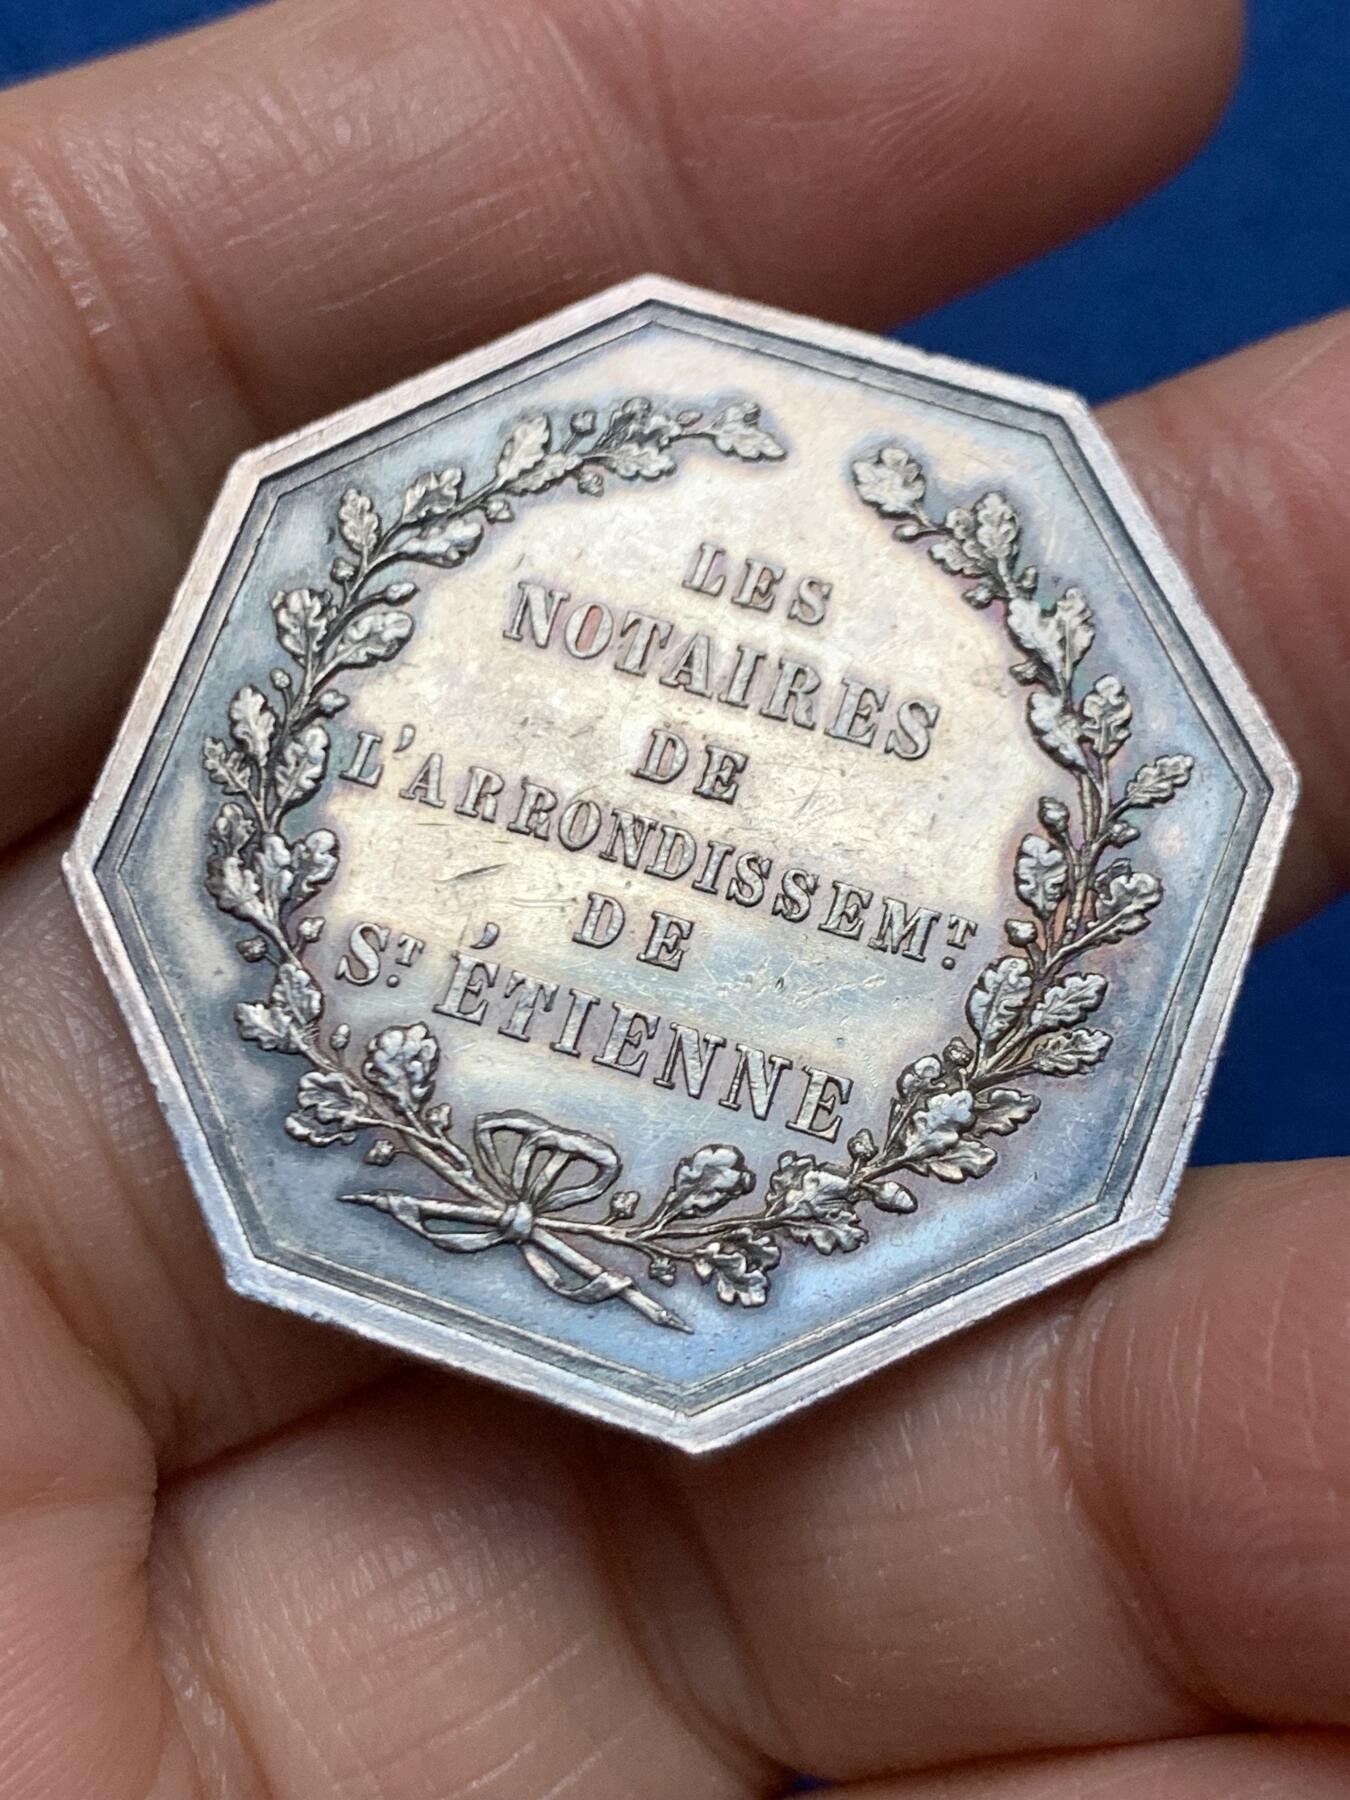 LES
NOTAIRES
DE
L'ARRONDISSEMT.
DE
ST. ÉTIENNE